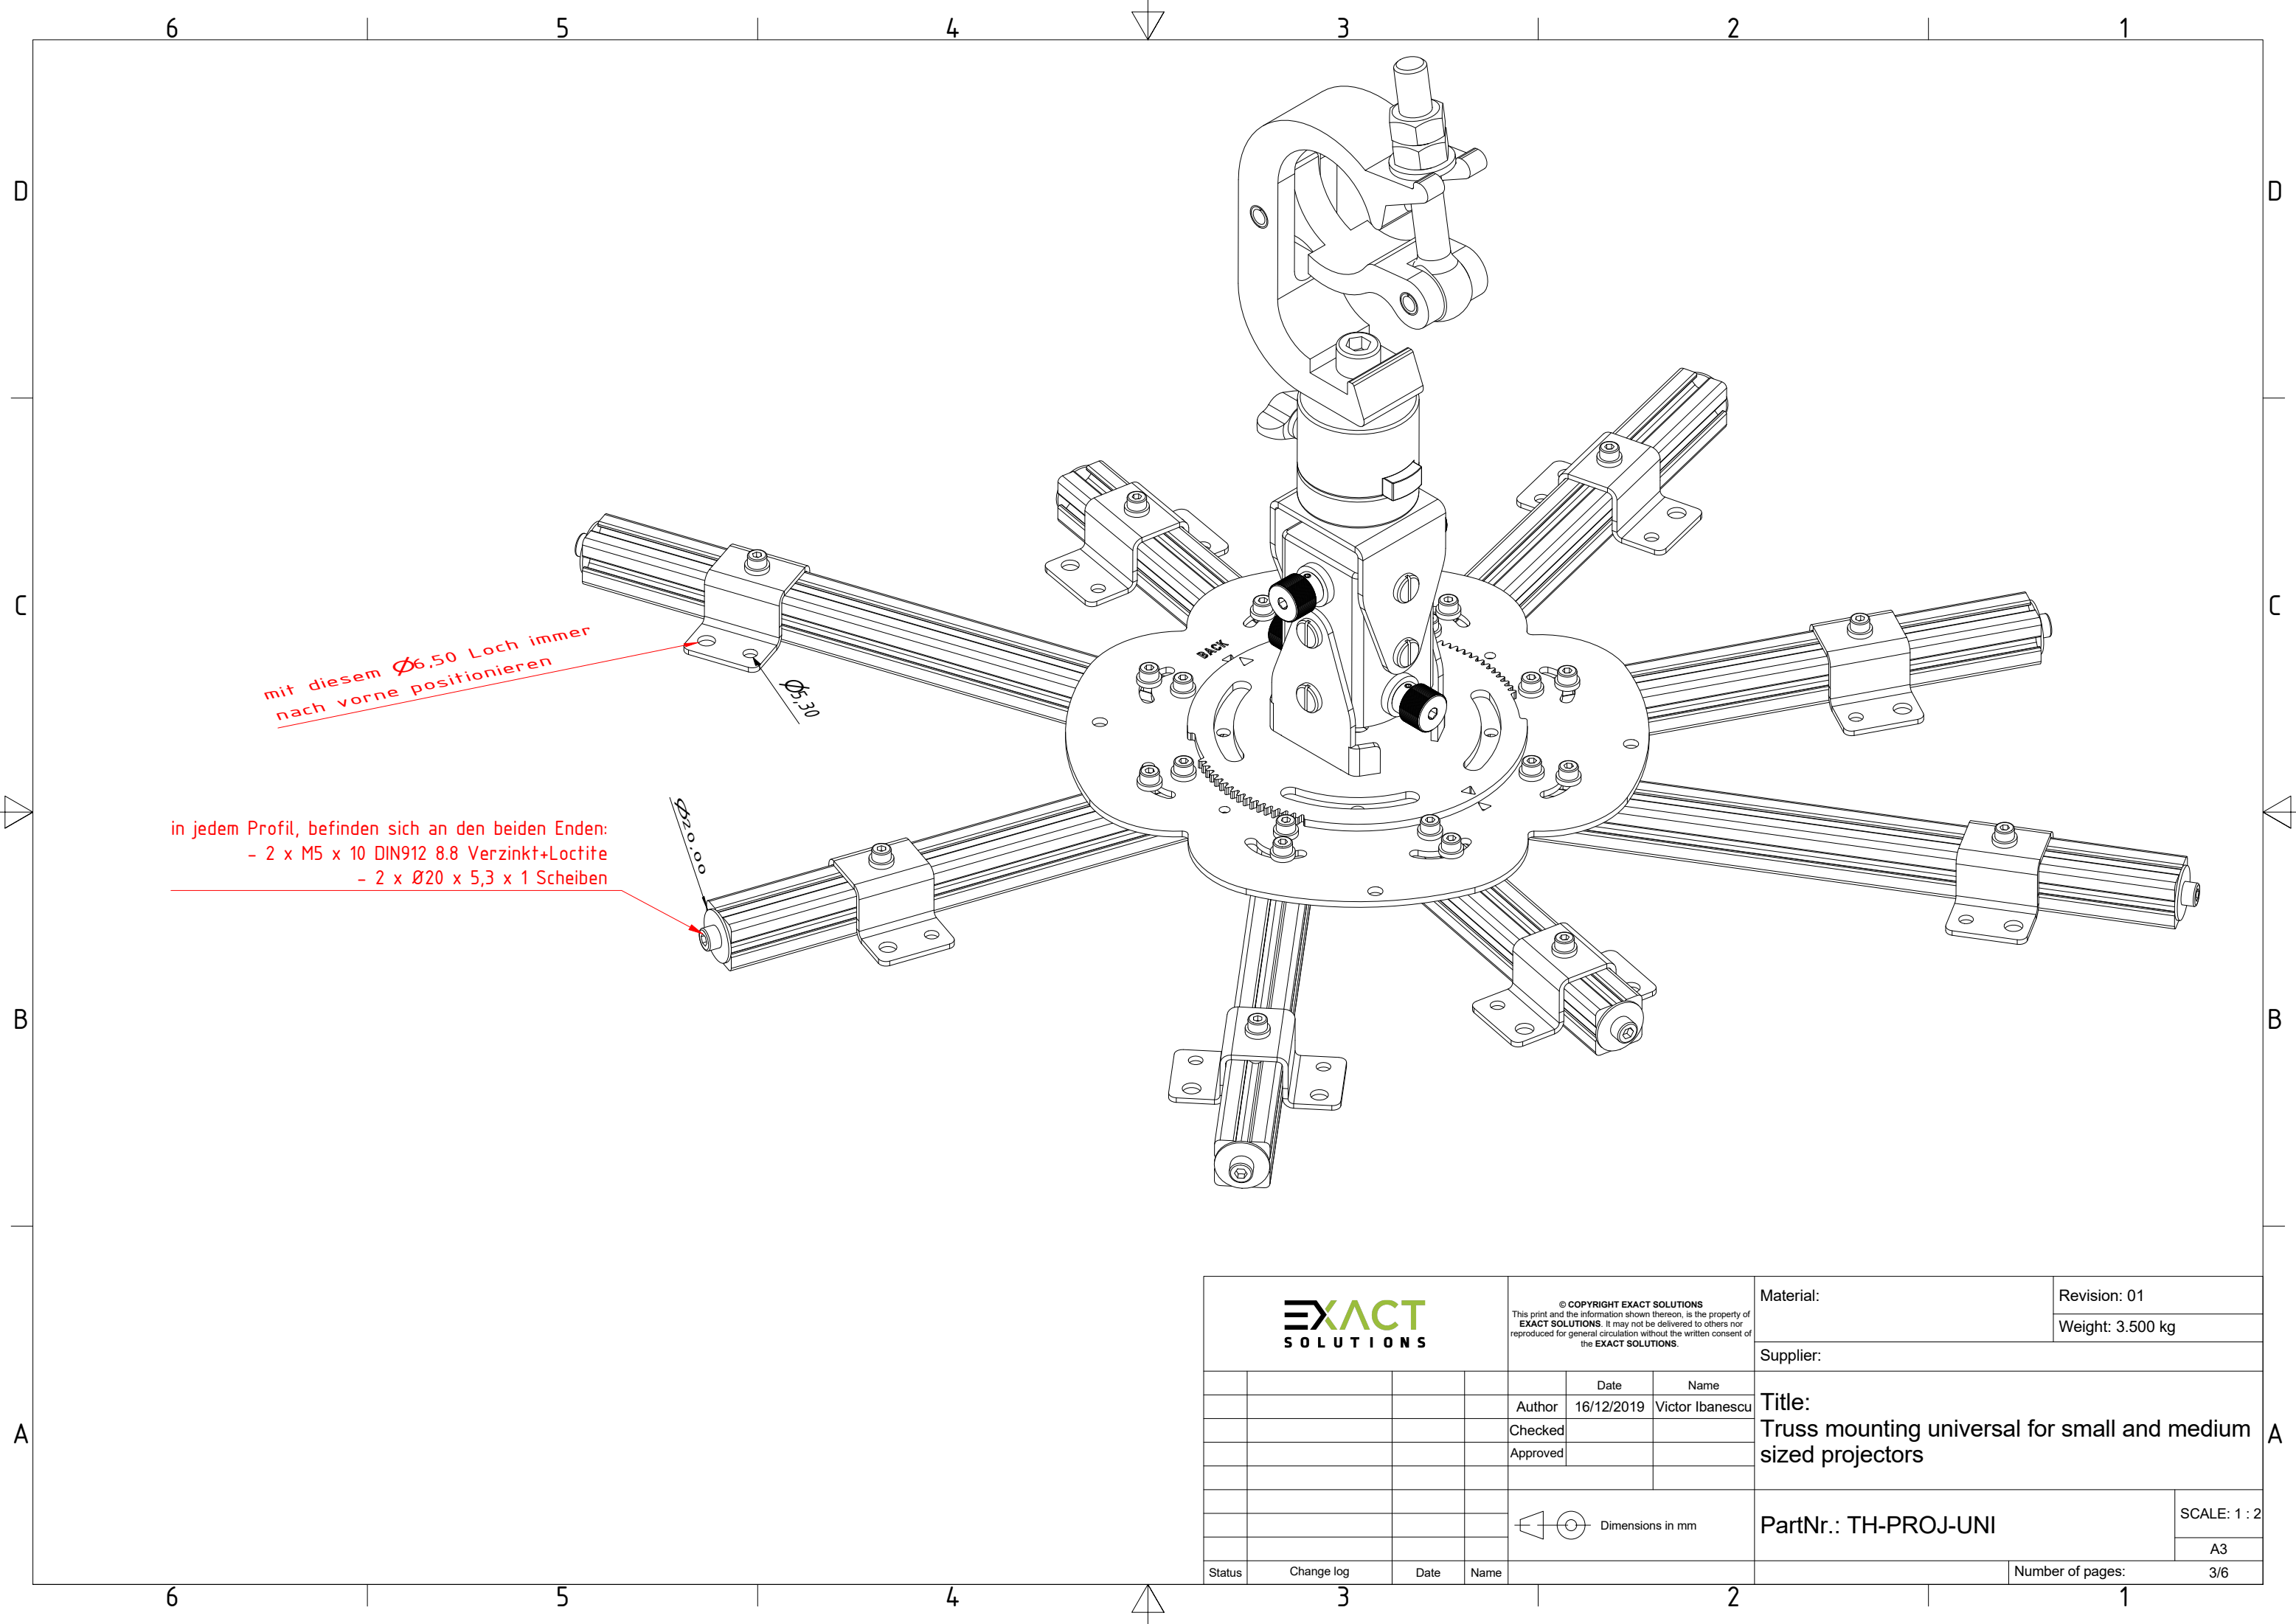 6 5 4 3 2 1
D D
C C
B B
A A
BACK
mit diesem Ø6,50 Loch immer
nach vorne positionieren
Ø5,30
Ø20,00
in jedem Profil, befinden sich an den beiden Enden:
- 2 x M5 x 10 DIN912 8.8 Verzinkt+Loctite
- 2 x Ø20 x 5,3 x 1 Scheiben
EXACT
SOLUTIONS
© COPYRIGHT EXACT SOLUTIONS
This print and the information shown thereon, is the property of
EXACT SOLUTIONS. It may not be delivered to others nor
reproduced for general circulation without the written consent of
the EXACT SOLUTIONS.
Material:
Revision: 01
Weight: 3.500 kg
Supplier:
Date Name
Author 16/12/2019 Victor Ibanescu
Checked
Approved
Title:
Truss mounting universal for small and medium
sized projectors
Dimensions in mm
PartNr.: TH-PROJ-UNI
SCALE: 1 : 2
A3
Status Change log Date Name
Number of pages: 3/6
6 5 4 3 2 1